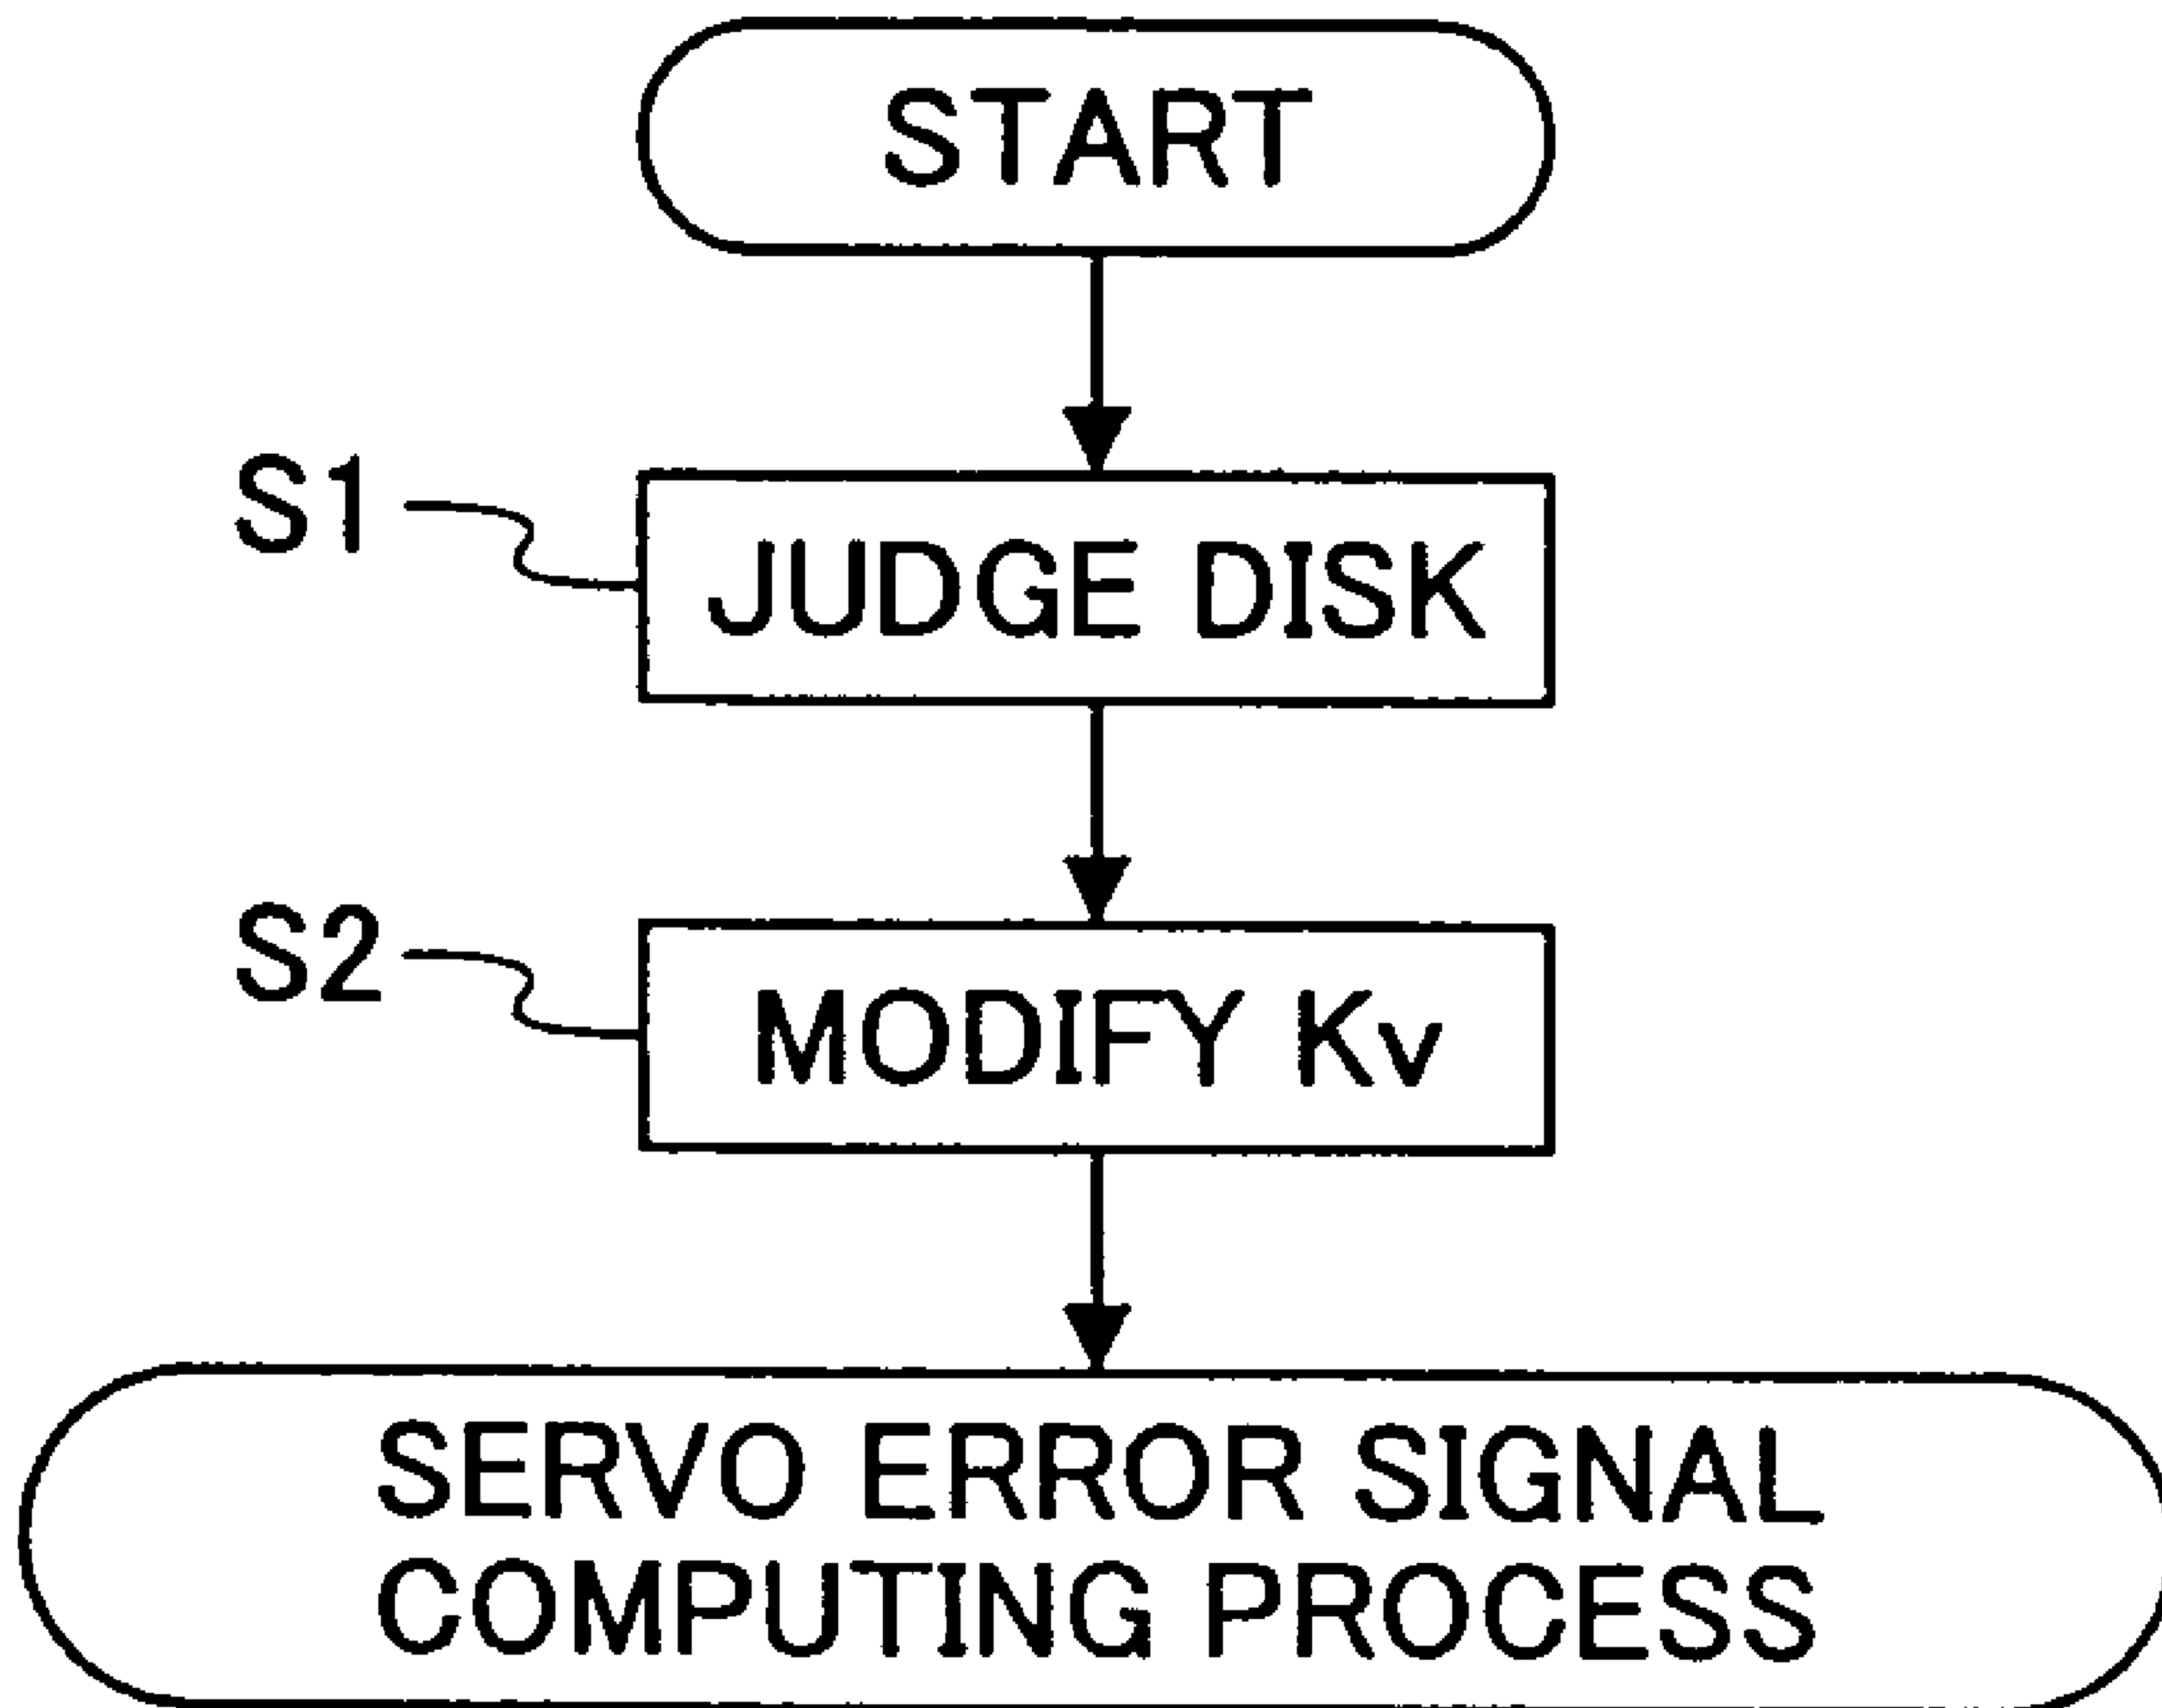 START
S1
JUDGE DISK
S2
MODIFY Kv
SERVO ERROR SIGNAL
COMPUTING PROCESS